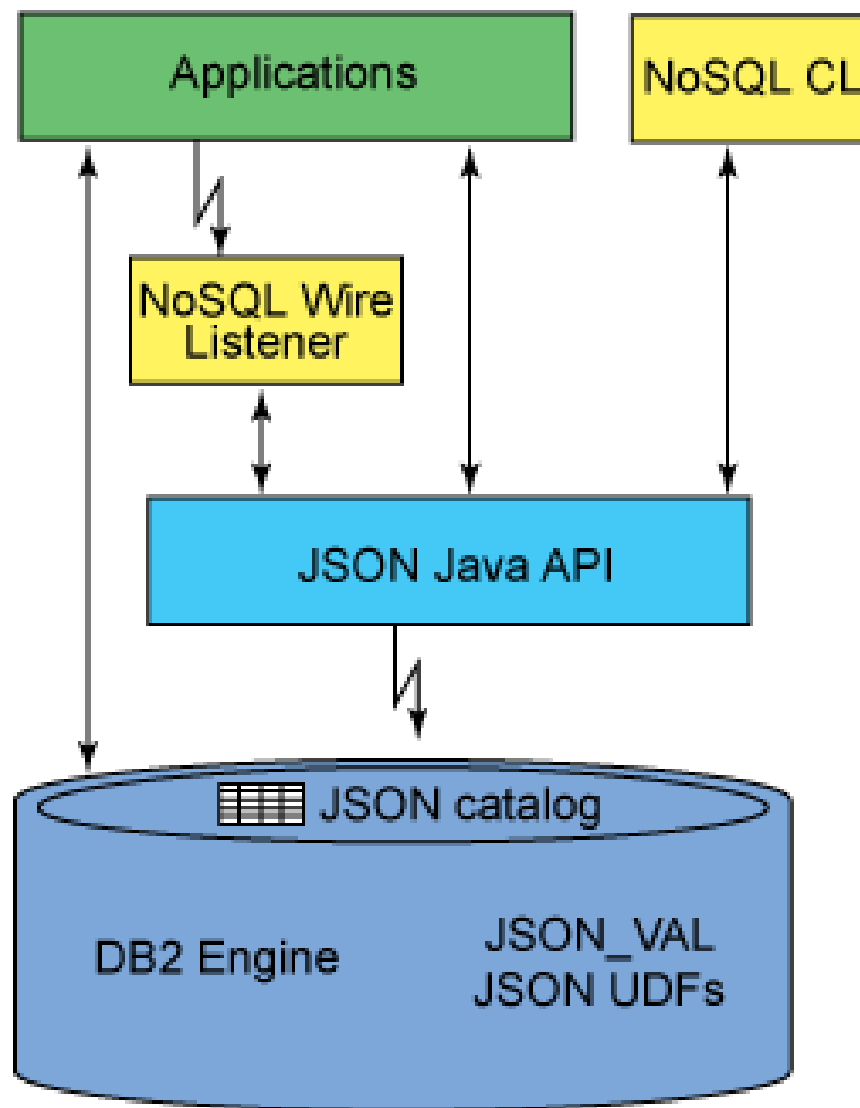 Applications
NoSQL CL
NoSQL Wire
Listener
JSON Java API
JSON catalog
DB2 Engine
JSON_VAL
JSON UDFs